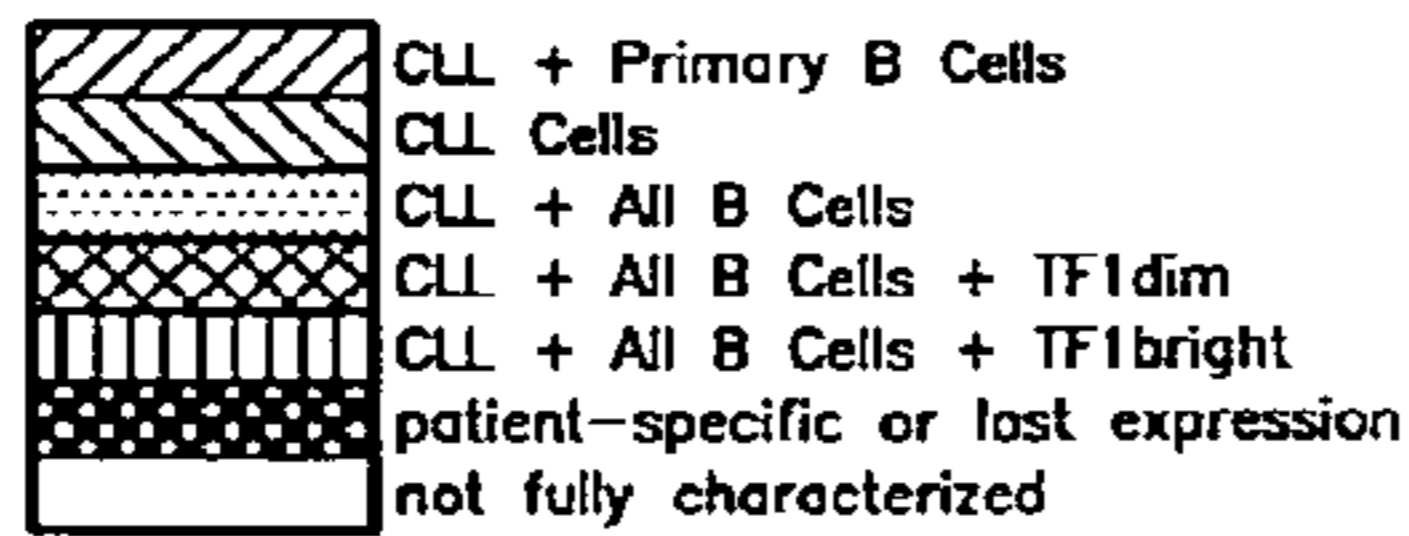 CLL + Primary B Cells
CLL Cells
CLL + All B Cells
CLL + All B Cells + TF1dim
CLL + All B Cells + TF1bright
patient-specific or lost expression
not fully characterized